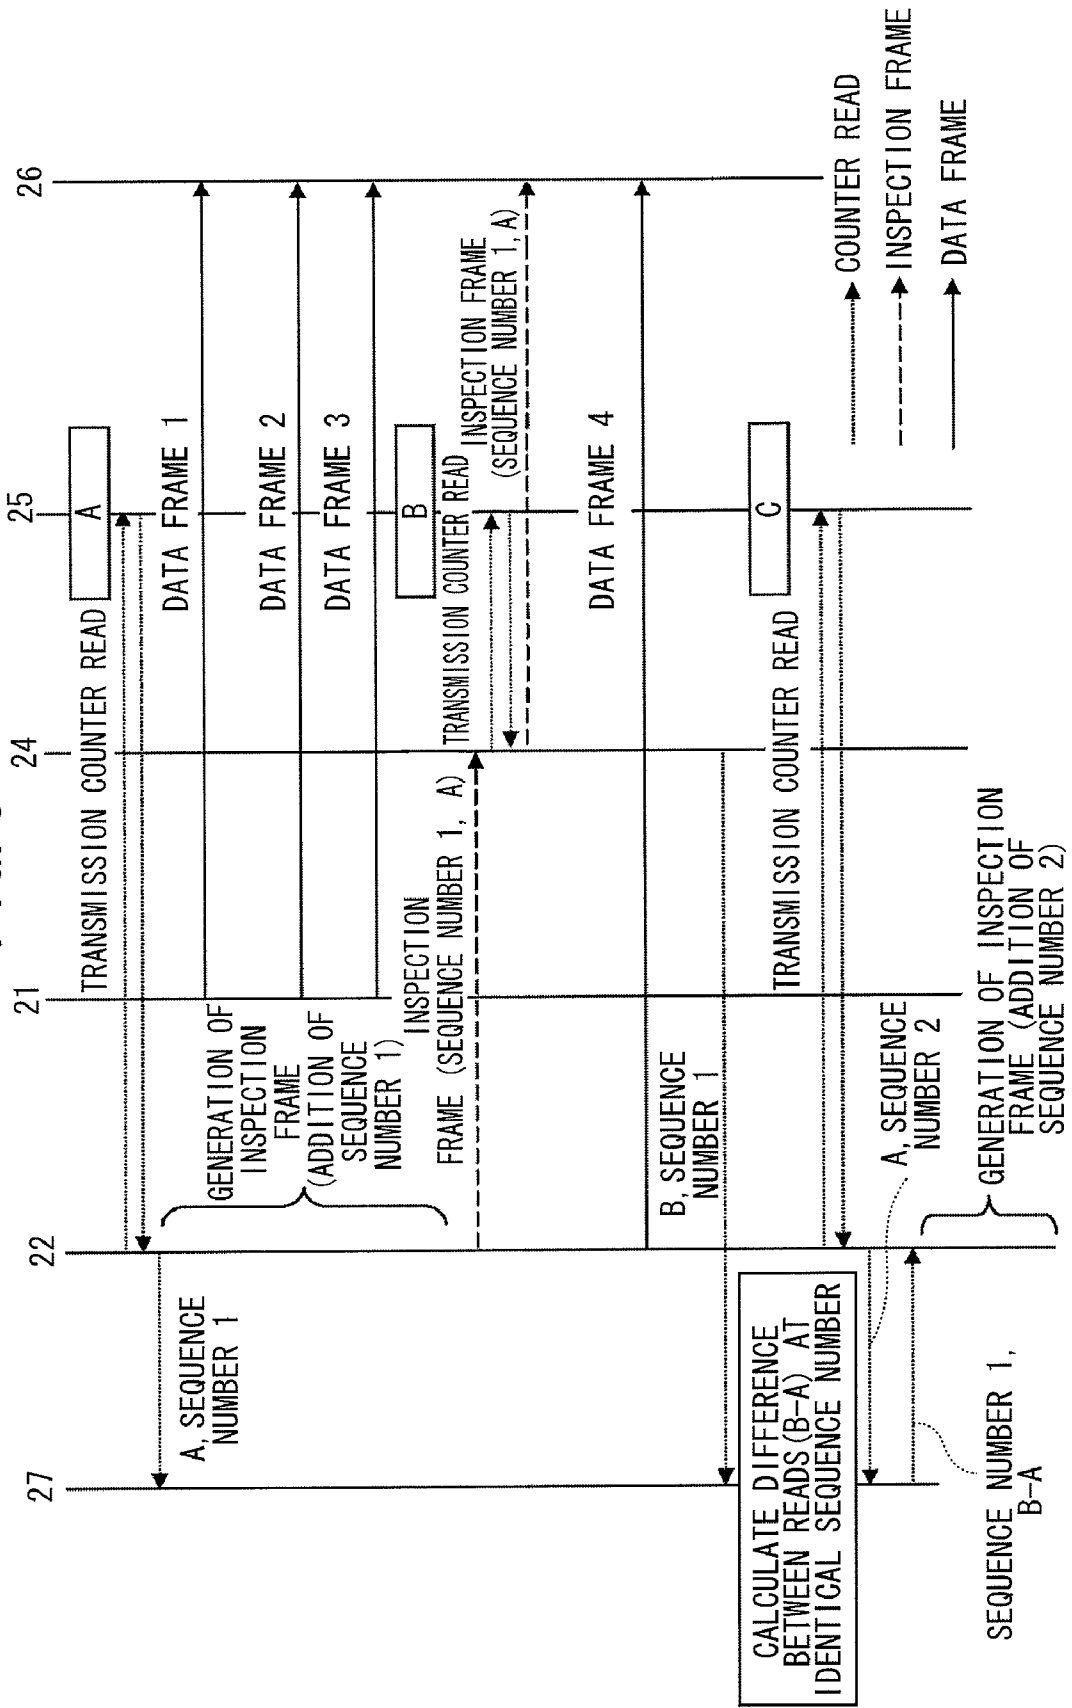 27
22
21
24
25
26
TRANSMISSION COUNTER READ
A
A, SEQUENCE
NUMBER 1
GENERATION OF
INSPECTION
FRAME
(ADDITION OF
SEQUENCE
NUMBER 1)
DATA FRAME 1
DATA FRAME 2
DATA FRAME 3
INSPECTION
FRAME (SEQUENCE NUMBER 1, A)
B
TRANSMISSION COUNTER READ
INSPECTION FRAME
(SEQUENCE NUMBER 1, A)
DATA FRAME 4
B, SEQUENCE
NUMBER 1
CALCULATE DIFFERENCE
BETWEEN READS(B-A) AT
IDENTICAL SEQUENCE NUMBER
TRANSMISSION COUNTER READ
C
A, SEQUENCE
NUMBER 2
SEQUENCE NUMBER 1,
B-A
GENERATION OF INSPECTION
FRAME (ADDITION OF
SEQUENCE NUMBER 2)
COUNTER READ
INSPECTION FRAME
DATA FRAME